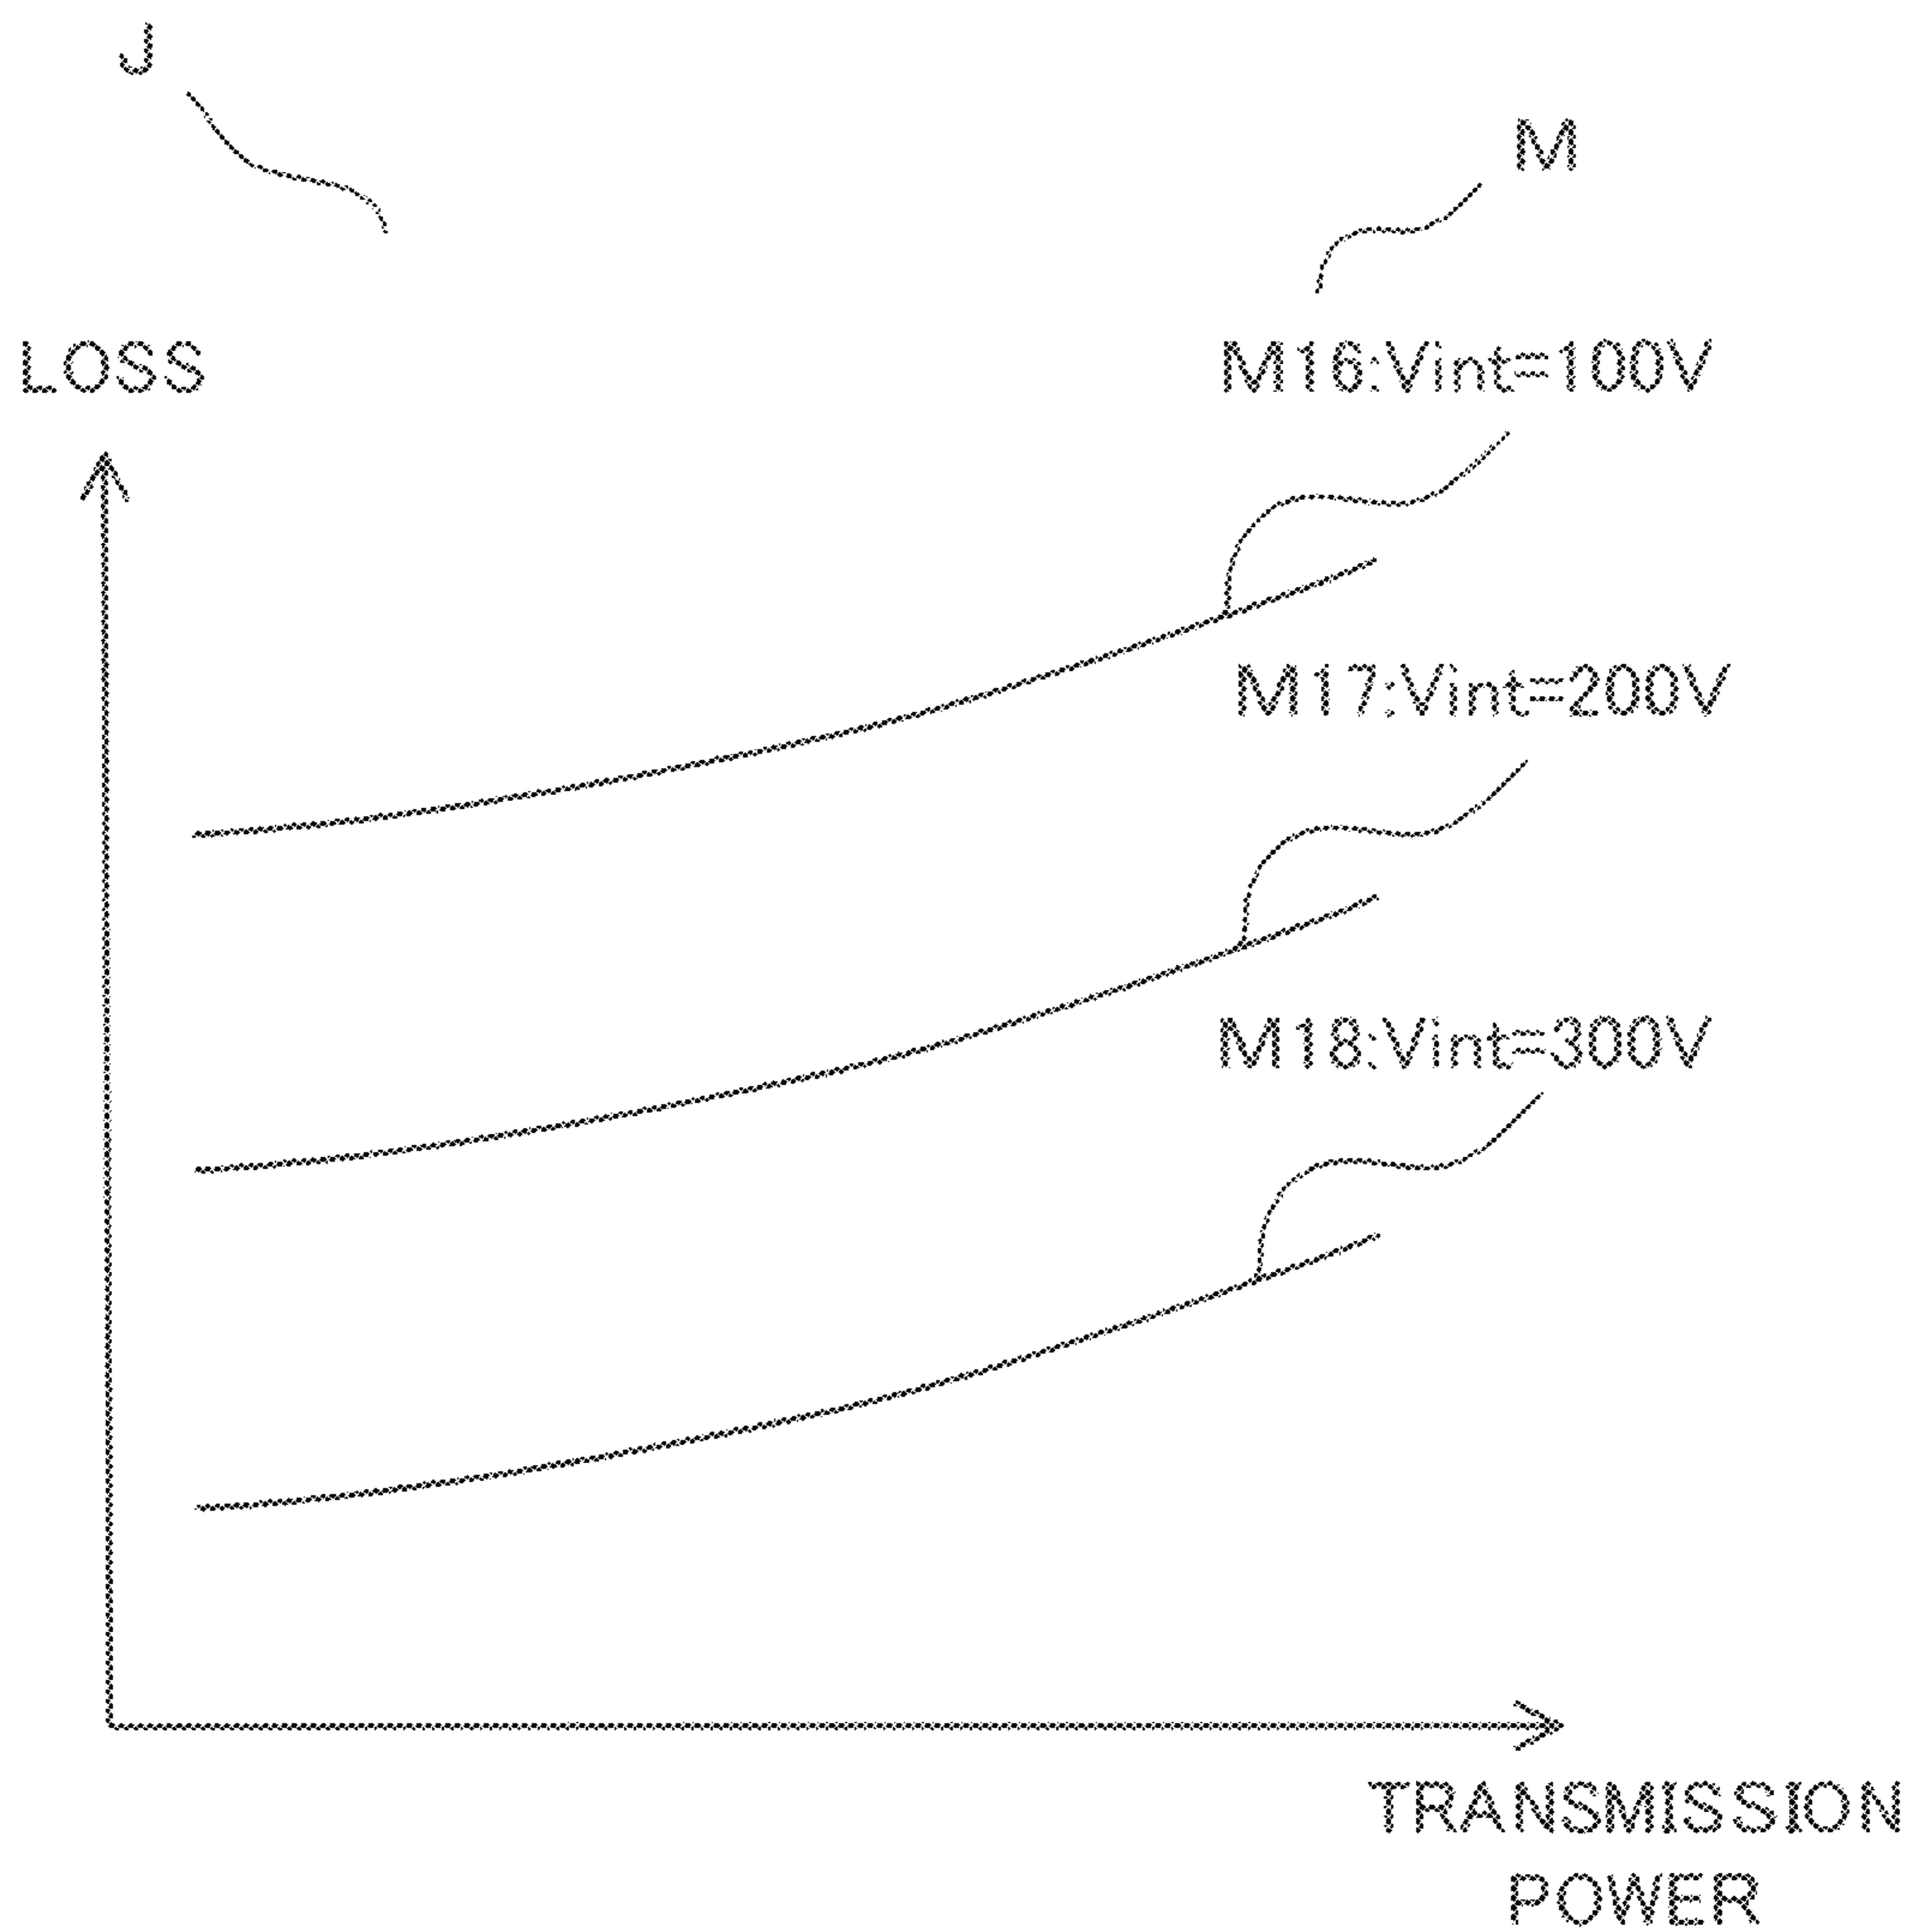 J
M
LOSS
M16:Vint=100V
M17:Vint=200V
M18:Vint=300V
TRANSMISSION
POWER